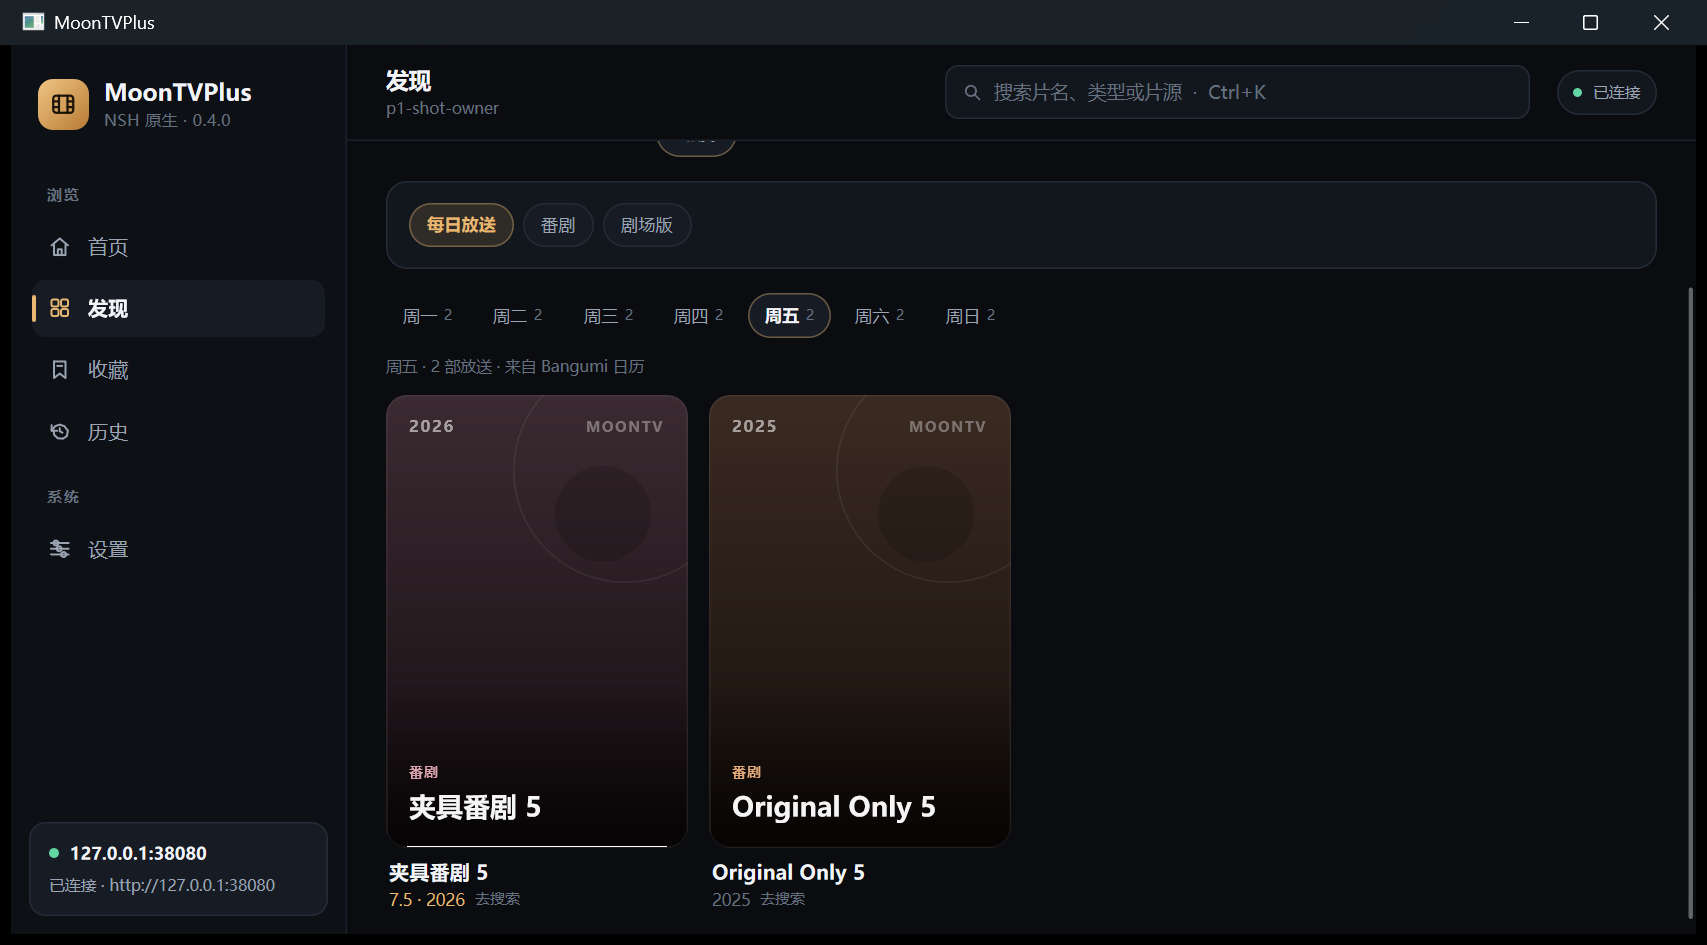 MoonTVPlus
MoonTVPlus
NSH 原生 · 0.4.0
浏览
首页
发现
收藏
历史
系统
设置
127.0.0.1:38080
已连接 · http://127.0.0.1:38080
发现
p1-shot-owner
搜索片名、类型或片源 · Ctrl+K
已连接
每日放送 番剧 剧场版
周一 2 周二 2 周三 2 周四 2 周五 2 周六 2 周日 2
周五 · 2 部放送 · 来自 Bangumi 日历
2026 MOONTV
番剧
夹具番剧 5
夹具番剧 5
7.5 · 2026 去搜索
2025 MOONTV
番剧
Original Only 5
Original Only 5
2025 去搜索